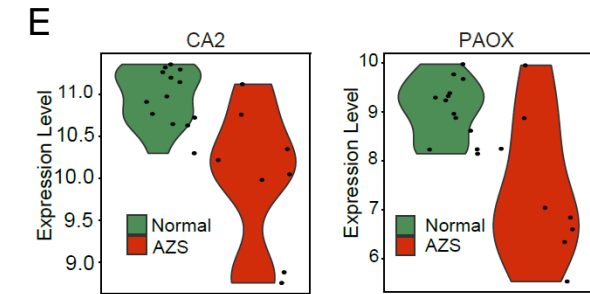 E
CA2
Expression Level
11.0
10.5
10.0
9.5
9.0
Normal
AZS
PAOX
Expression Level
10
9
8
7
6
Normal
AZS